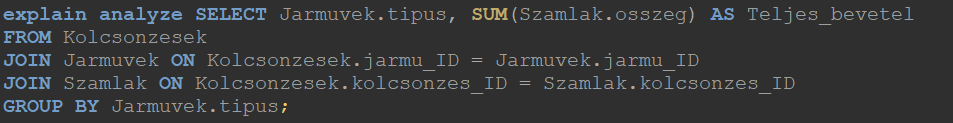 explain analyze SELECT Jarmuvek.tipus, SUM(Szamlak.osszeg) AS Teljes_bevetel
FROM Kolcsonzesek
JOIN Jarmuvek ON Kolcsonzesek.jarmu_ID = Jarmuvek.jarmu_ID
JOIN Szamlak ON Kolcsonzesek.kolcsonzes_ID = Szamlak.kolcsonzes_ID
GROUP BY Jarmuvek.tipus;